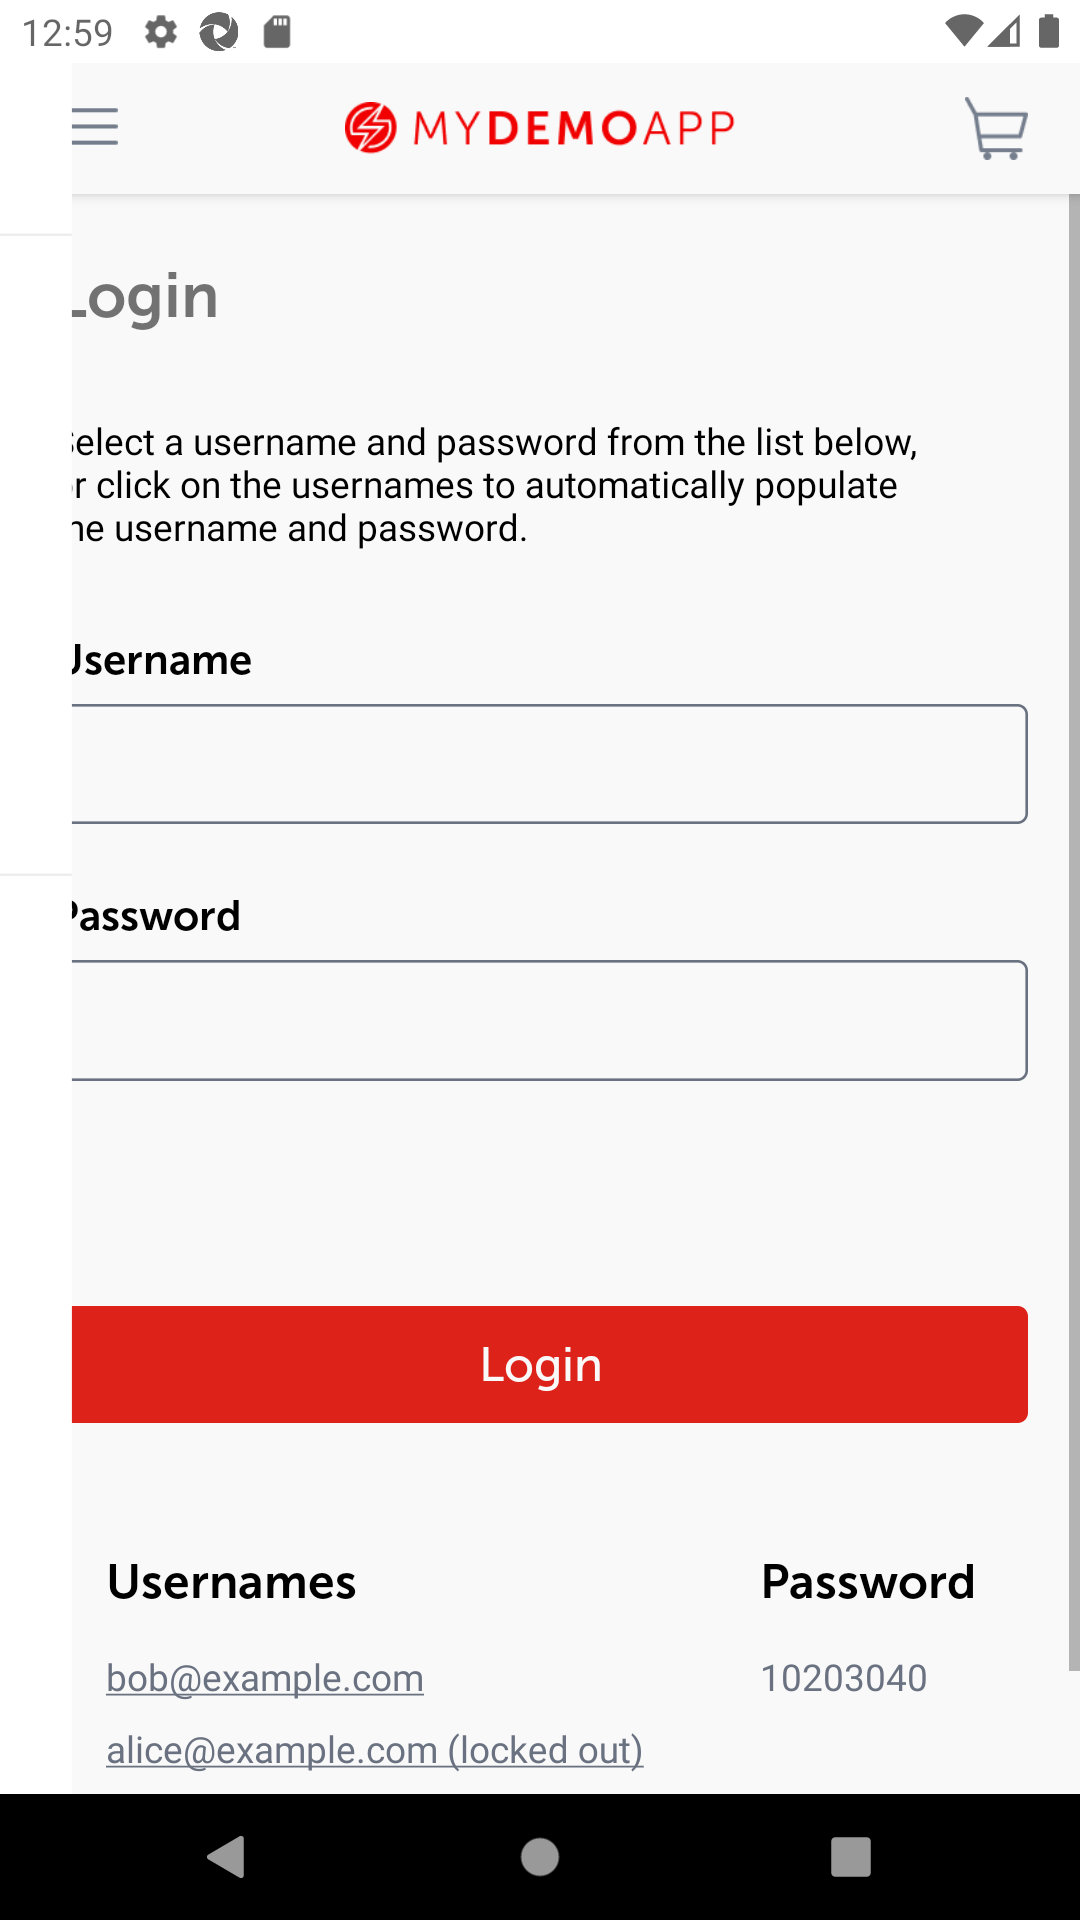 12:59
MYDEMOAPP
Login
Select a username and password from the list below,
or click on the usernames to automatically populate
the username and password.
Username
Password
Login
Usernames Password
bob@example.com 10203040
alice@example.com (locked out)